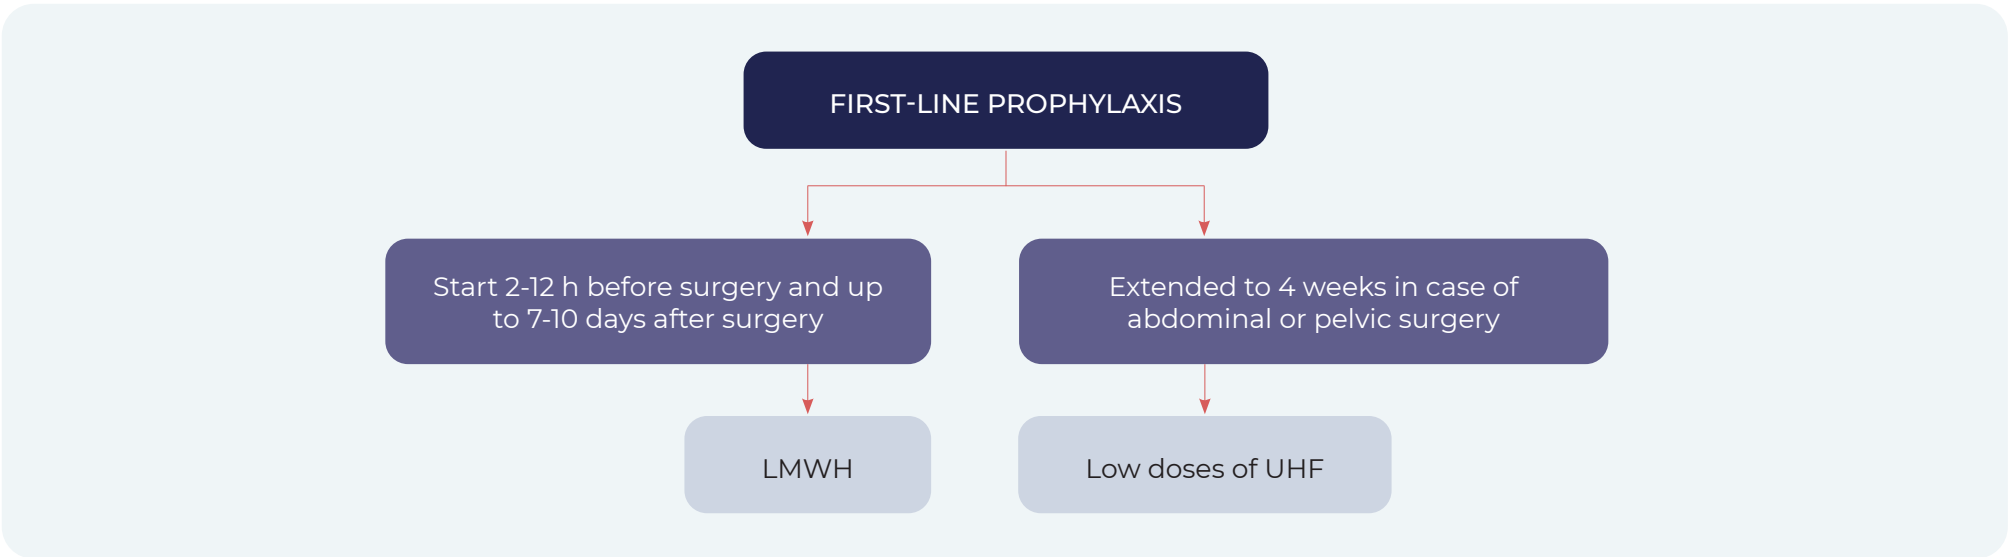 FIRST-LINE PROPHYLAXIS
Start 2-12 h before surgery and up
to 7-10 days after surgery
Extended to 4 weeks in case of
abdominal or pelvic surgery
LMWH
Low doses of UHF